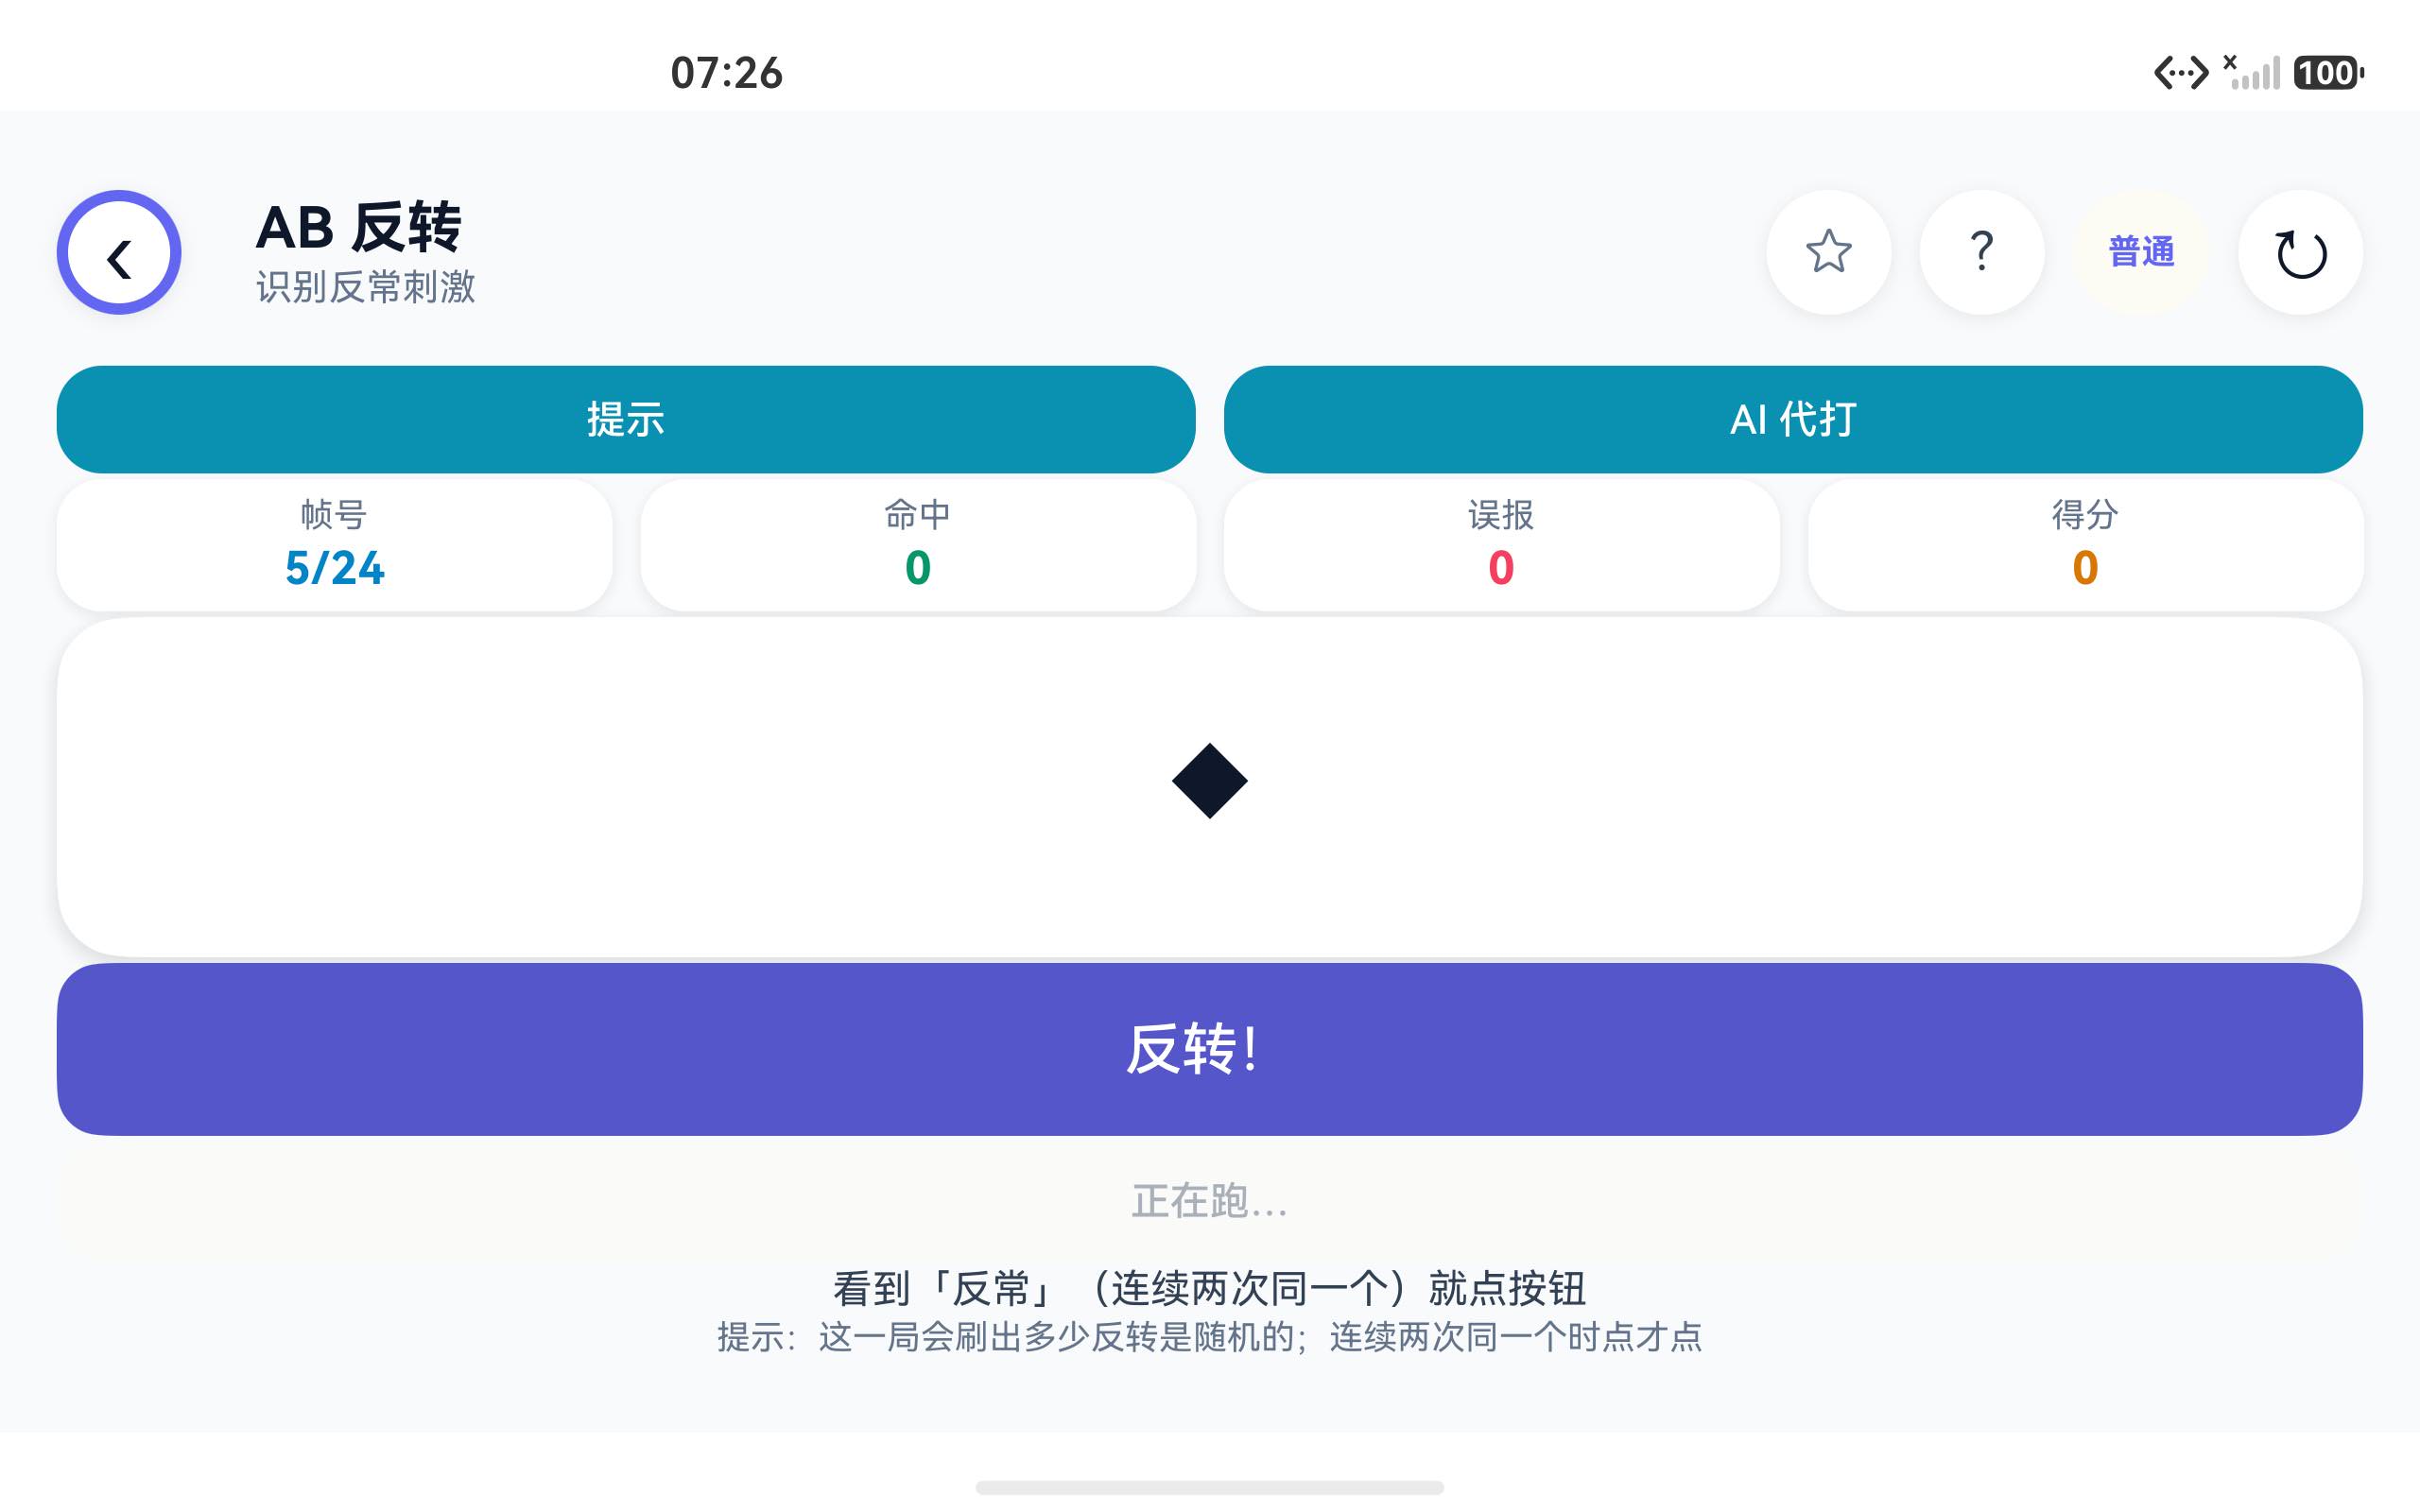 07:26
100
AB 反转
识别反常刺激
?
普通
提示
AI 代打
帧号
命中
误报
得分
5/24
0
0
0
反转!
正在跑...
看到「反常」（连续两次同一个）就点按钮
提示：这一局会刷出多少反转是随机的；连续两次同一个时点才点